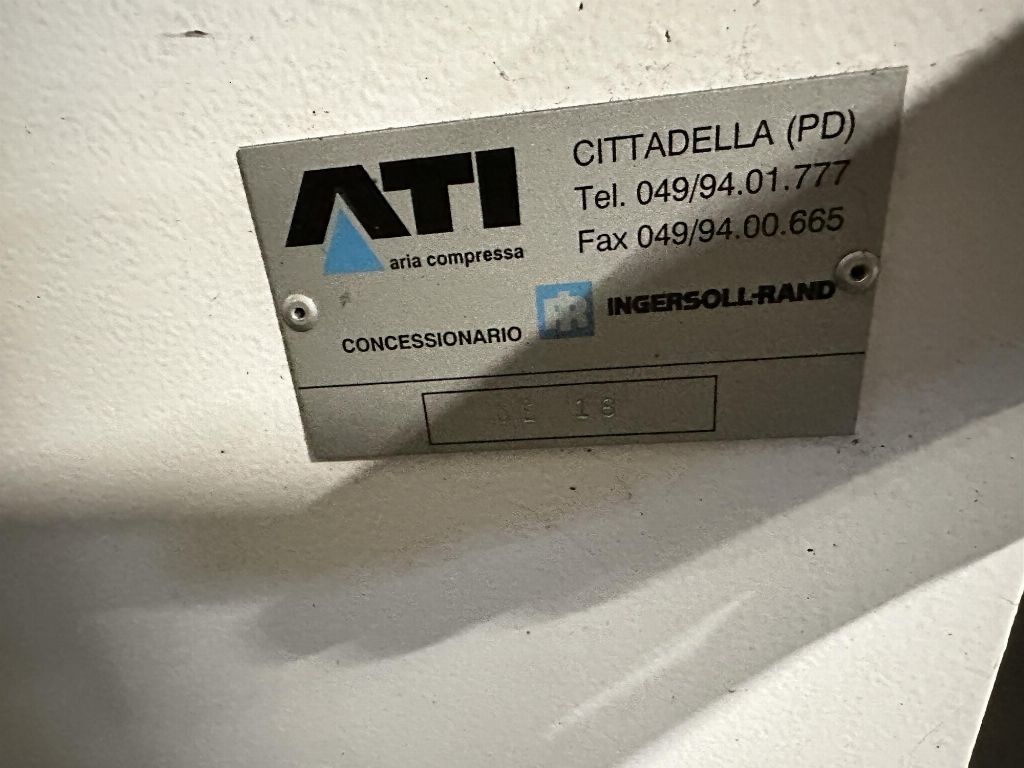 ATI
aria compressa
CITTADELLA (PD)
Tel. 049/94.01.777
Fax 049/94.00.665
CONCESSIONARIO IR INGERSOLL-RAND
18